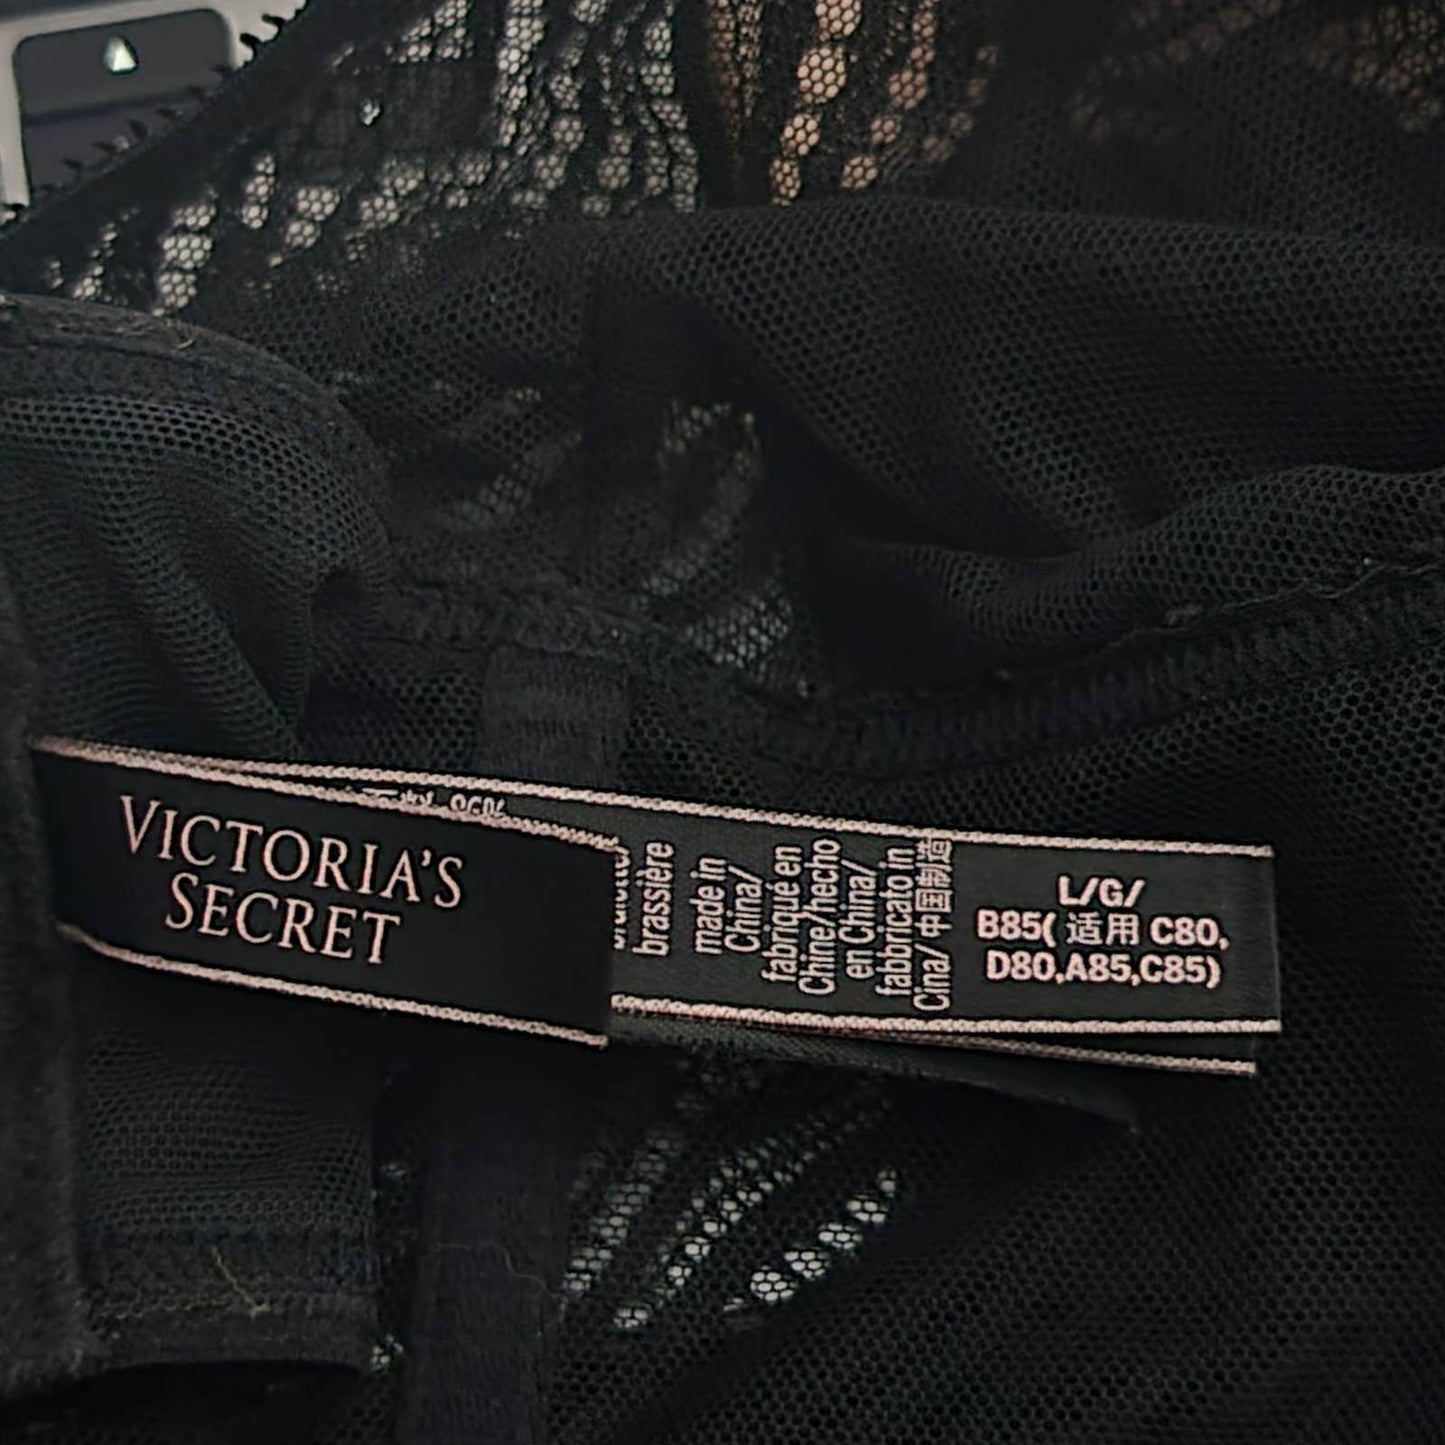 VICTORIA'S
SECRET
brassière
made in
China/
fabriqué en
Chine/hecho
en China/
fabbricato in
Cina/ 中国制造
L/G/
B85( 适用 C80,
D80,A85,C85)